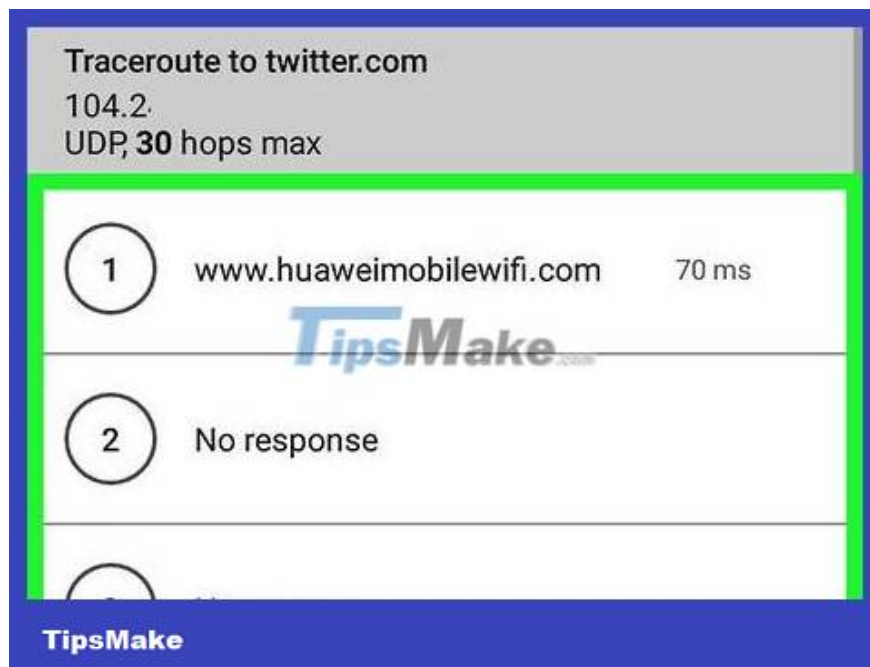 Traceroute to twitter.com
104.2
UDP, 30 hops max
1 www.huaweimobilewifi.com 70 ms
TipsMake.com
2 No response
TipsMake